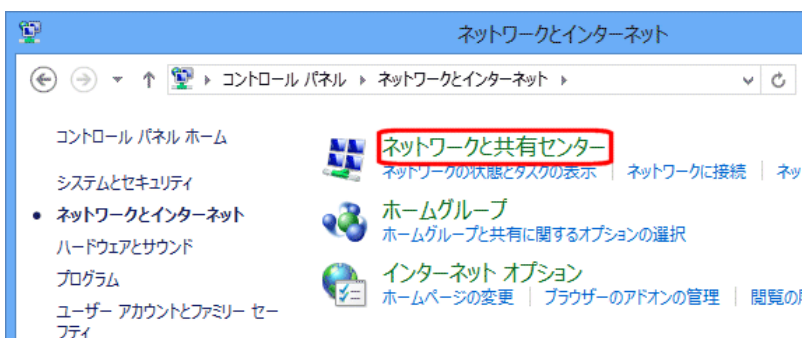 ネットワークとインターネット
コントロール パネル ネットワークとインターネット
コントロール パネル ホーム
システムとセキュリティ
ネットワークとインターネット
ハードウェアとサウンド
プログラム
ユーザー アカウントとファミリー セー
フティ
ネットワークと共有センター
ネットワークの状態とタスクの表示 ネットワークに接続 ネッ
ホームグループ
ホームグループと共有に関するオプションの選択
インターネット オプション
ホームページの変更 ブラウザーのアドオンの管理 閲覧の